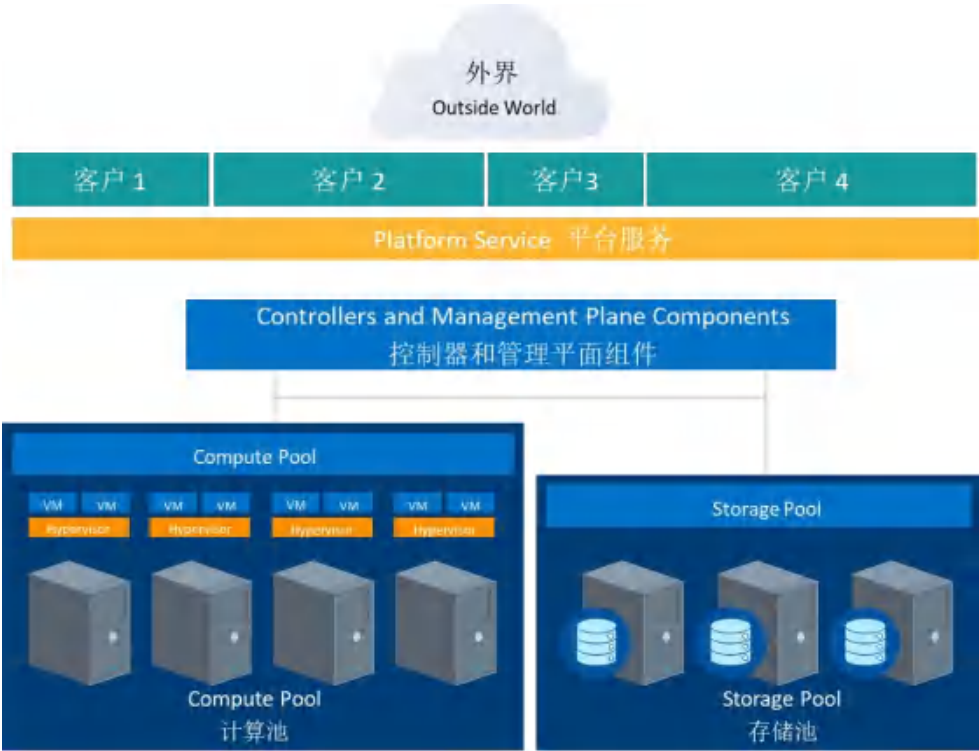 外界
Outside World
客户 1
客户 2
客户3
客户 4
Platform Service 平台服务
Controllers and Management Plane Components
控制器和管理平面组件
Compute Pool
VM VM VM VM VM VM VM VM
Hypervisor Hypervisor Hypervisor Hypervisor
Compute Pool
计算池
Storage Pool
Storage Pool
存储池